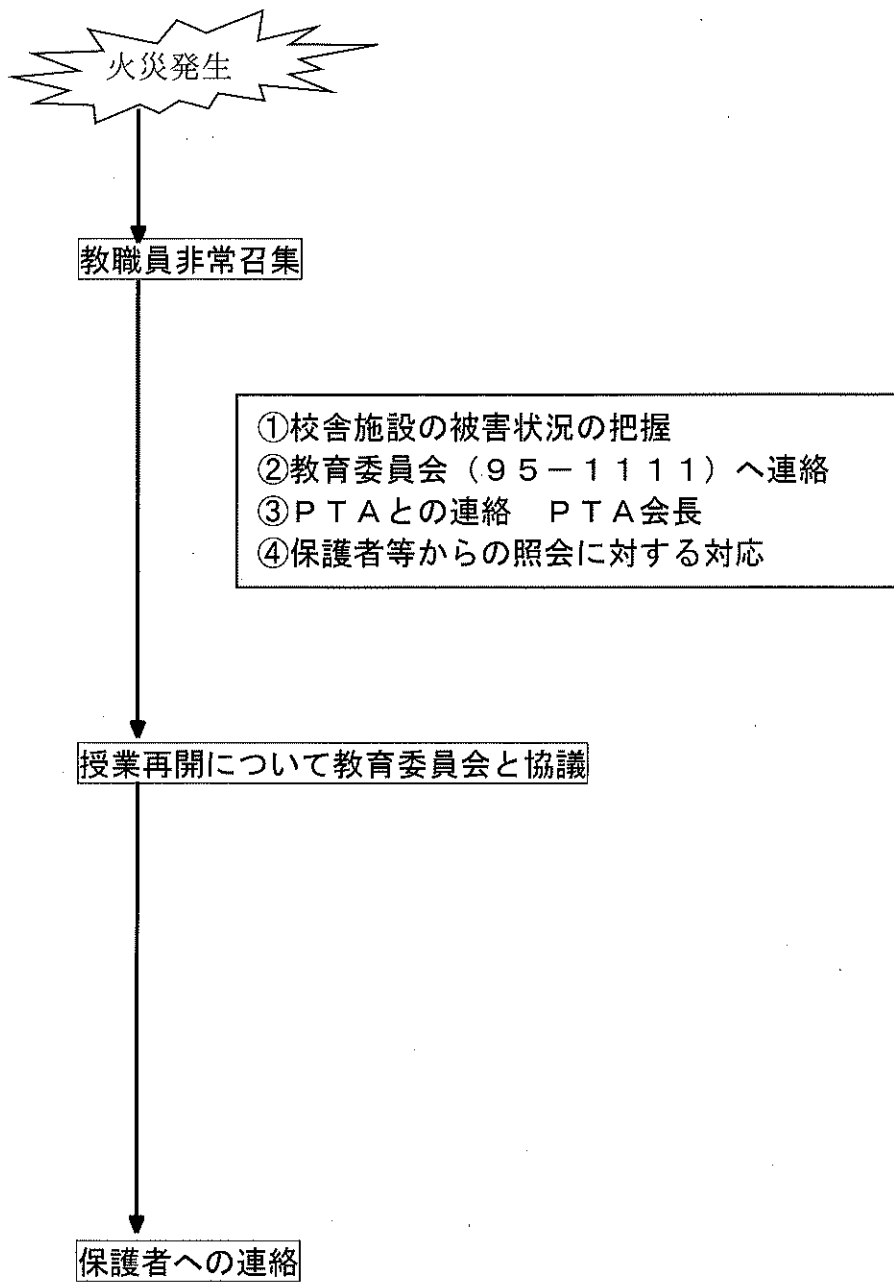 火災発生
教職員非常召集
①校舎施設の被害状況の把握
②教育委員会（９５－１１１１）へ連絡
③ＰＴＡとの連絡　ＰＴＡ会長
④保護者等からの照会に対する対応
授業再開について教育委員会と協議
保護者への連絡